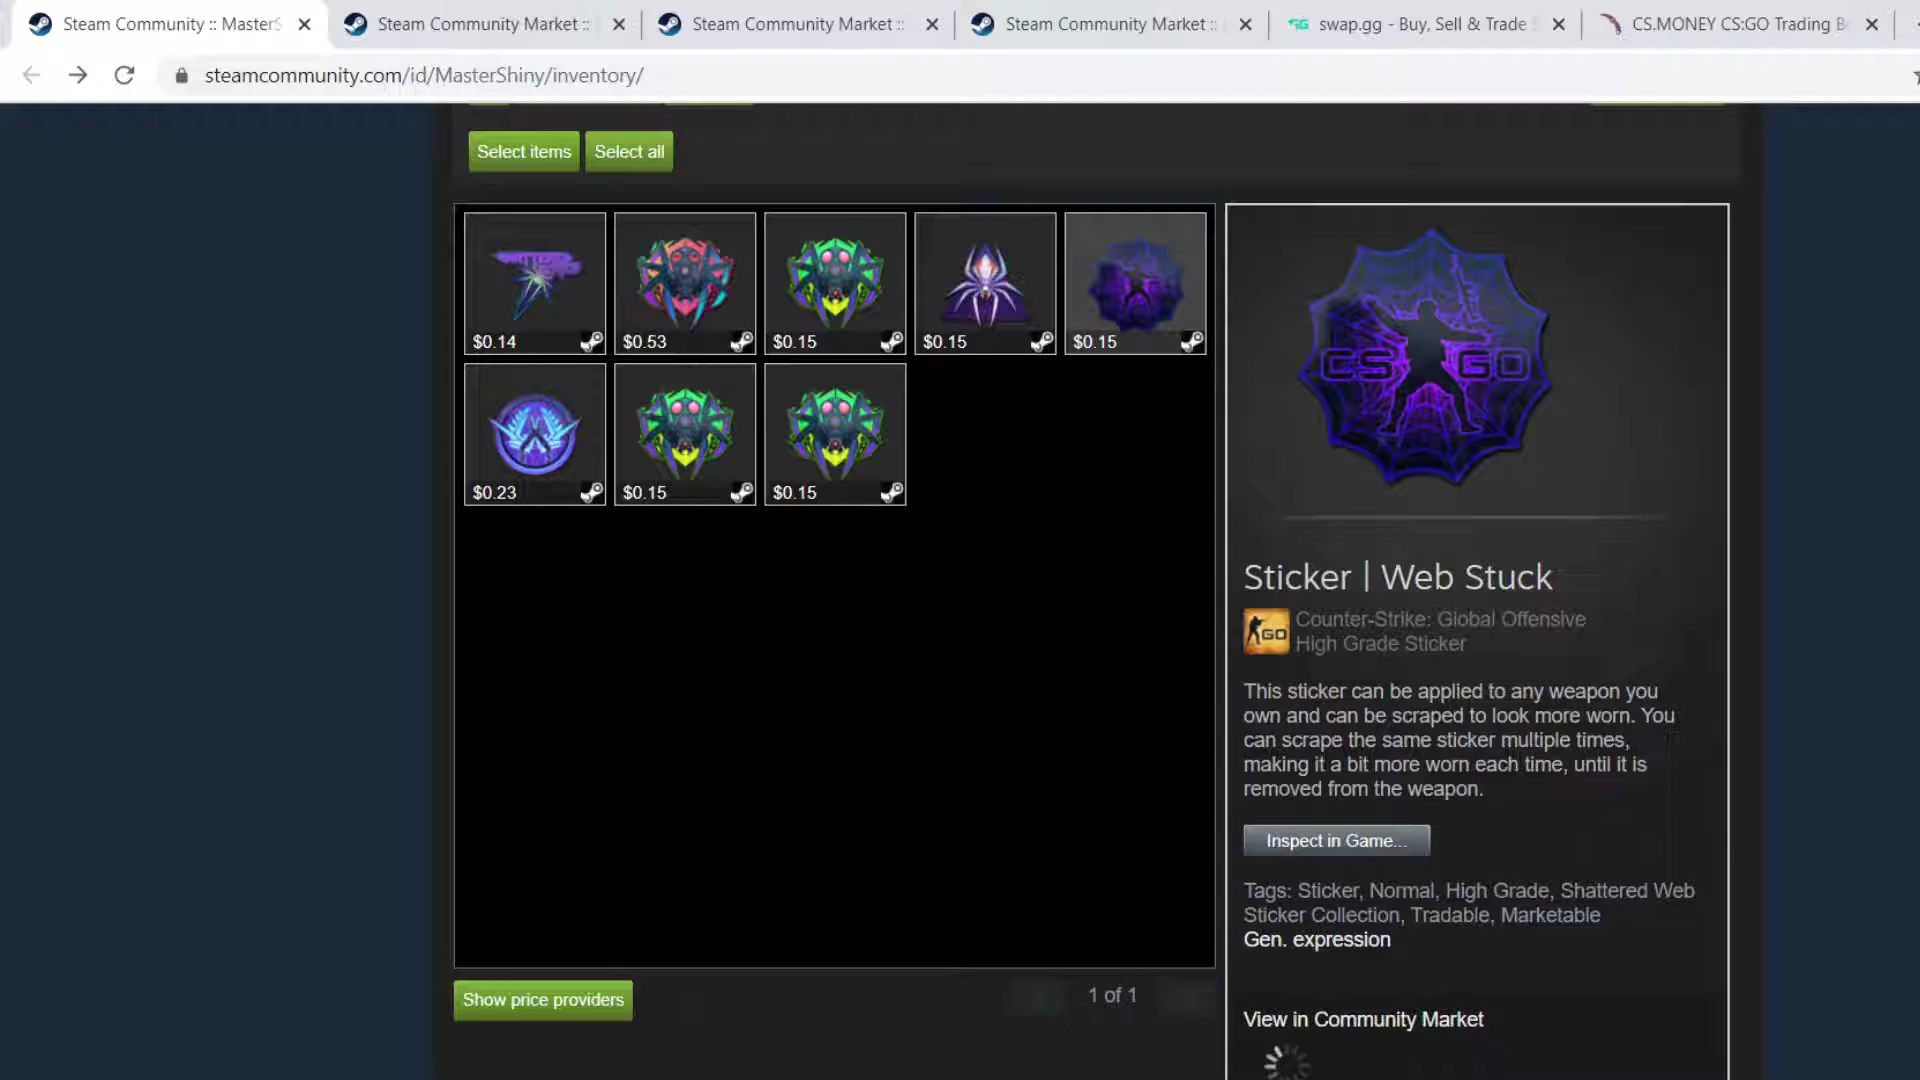 Steam Community :: MasterS
Steam Community Market ::
Steam Community Market ::
Steam Community Market ::
swap.gg - Buy, Sell & Trade
CS.MONEY CS:GO Trading B
steamcommunity.com/id/MasterShiny/inventory/
Select items
Select all
$0.14
$0.53
$0.15
$0.15
$0.15
$0.23
$0.15
$0.15
CS GO
Sticker | Web Stuck
GO
Counter-Strike: Global Offensive
High Grade Sticker
This sticker can be applied to any weapon you
own and can be scraped to look more worn. You
can scrape the same sticker multiple times,
making it a bit more worn each time, until it is
removed from the weapon.
Inspect in Game...
Tags: Sticker, Normal, High Grade, Shattered Web
Sticker Collection, Tradable, Marketable
Gen. expression
Show price providers
1 of 1
View in Community Market